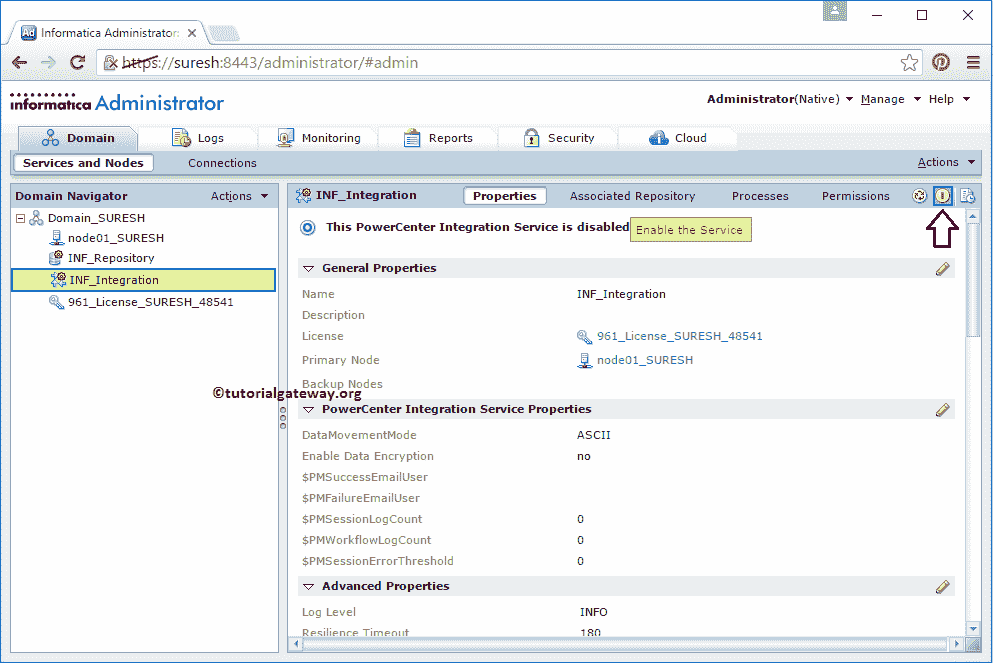 Ad Informatica Administrator:
https://suresh:8443/administrator/#admin
informatica Administrator
Administrator(Native) Manage Help
Domain Logs Monitoring Reports Security Cloud
Services and Nodes Connections Actions
Domain Navigator Actions
INF_Integration Properties Associated Repository Processes Permissions
Domain_SURESH
node01_SURESH
INF_Repository
INF_Integration
961_License_SURESH_48541
This PowerCenter Integration Service is disabled
Enable the Service
General Properties
Name INF_Integration
Description
License 961_License_SURESH_48541
Primary Node node01_SURESH
Backup Nodes
©tutorialgateway.org
PowerCenter Integration Service Properties
DataMovementMode ASCII
Enable Data Encryption no
$PMSuccessEmailUser
$PMFailureEmailUser
$PMSessionLogCount 0
$PMWorkflowLogCount 0
$PMSessionErrorThreshold 0
Advanced Properties
Log Level INFO
Resilience Timeout 180